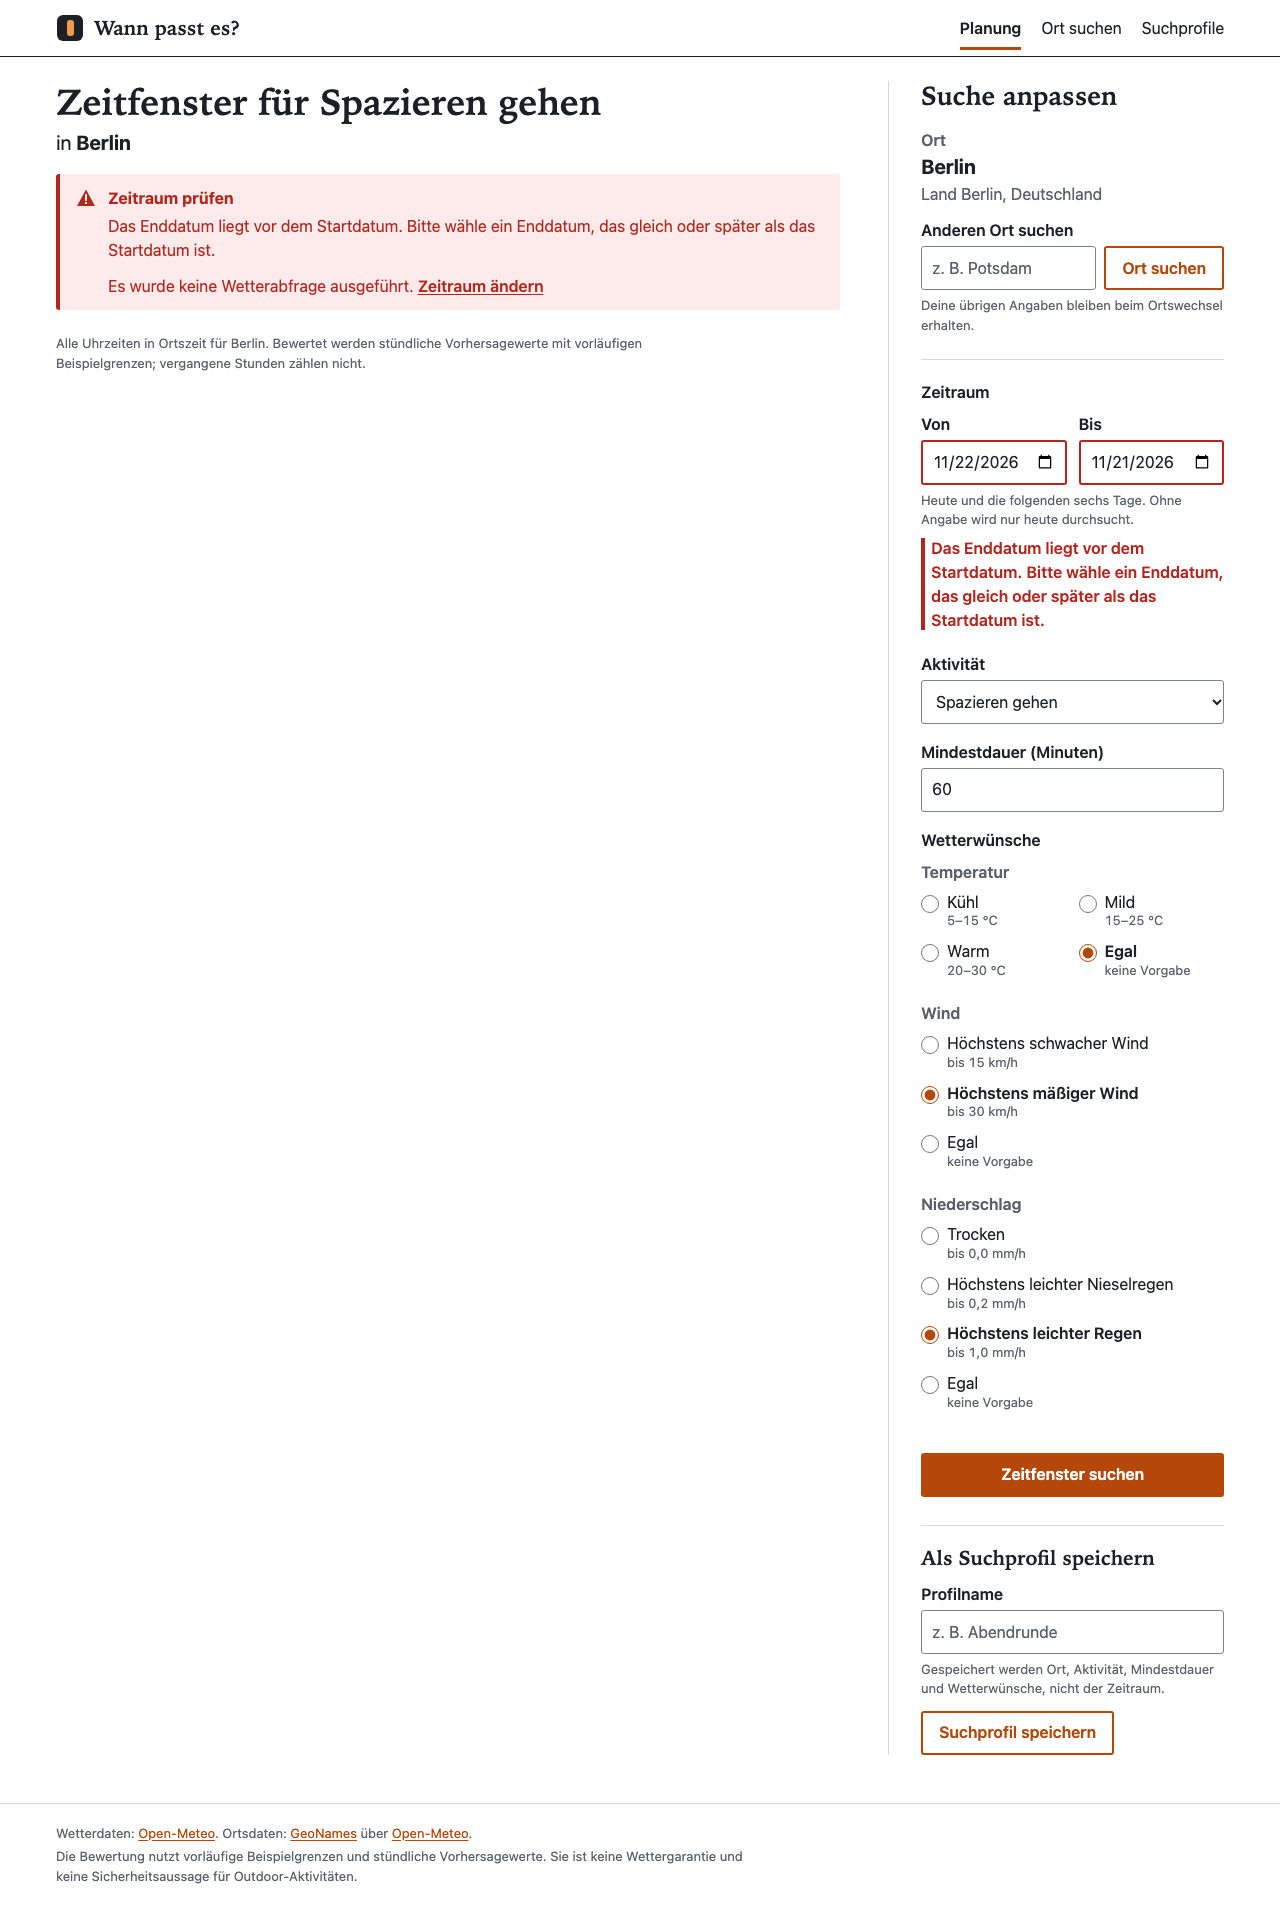 Wann passt es?
Planung
Ort suchen
Suchprofile
Zeitfenster für Spazieren gehen
in Berlin
Zeitraum prüfen
Das Enddatum liegt vor dem Startdatum. Bitte wähle ein Enddatum, das gleich oder später als das
Startdatum ist.
Es wurde keine Wetterabfrage ausgeführt. Zeitraum ändern
Alle Uhrzeiten in Ortszeit für Berlin. Bewertet werden stündliche Vorhersagewerte mit vorläufigen
Beispielgrenzen; vergangene Stunden zählen nicht.
Suche anpassen
Ort
Berlin
Land Berlin, Deutschland
Anderen Ort suchen
z. B. Potsdam
Ort suchen
Deine übrigen Angaben bleiben beim Ortswechsel
erhalten.
Zeitraum
Von
Bis
11/22/2026
11/21/2026
Heute und die folgenden sechs Tage. Ohne
Angabe wird nur heute durchsucht.
Das Enddatum liegt vor dem
Startdatum. Bitte wähle ein Enddatum,
das gleich oder später als das
Startdatum ist.
Aktivität
Spazieren gehen
Mindestdauer (Minuten)
60
Wetterwünsche
Temperatur
Kühl
5–15 °C
Mild
15–25 °C
Warm
20–30 °C
Egal
keine Vorgabe
Wind
Höchstens schwacher Wind
bis 15 km/h
Höchstens mäßiger Wind
bis 30 km/h
Egal
keine Vorgabe
Niederschlag
Trocken
bis 0,0 mm/h
Höchstens leichter Nieselregen
bis 0,2 mm/h
Höchstens leichter Regen
bis 1,0 mm/h
Egal
keine Vorgabe
Zeitfenster suchen
Als Suchprofil speichern
Profilname
z. B. Abendrunde
Gespeichert werden Ort, Aktivität, Mindestdauer
und Wetterwünsche, nicht der Zeitraum.
Suchprofil speichern
Wetterdaten: Open-Meteo. Ortsdaten: GeoNames über Open-Meteo.
Die Bewertung nutzt vorläufige Beispielgrenzen und stündliche Vorhersagewerte. Sie ist keine Wettergarantie und
keine Sicherheitsaussage für Outdoor-Aktivitäten.